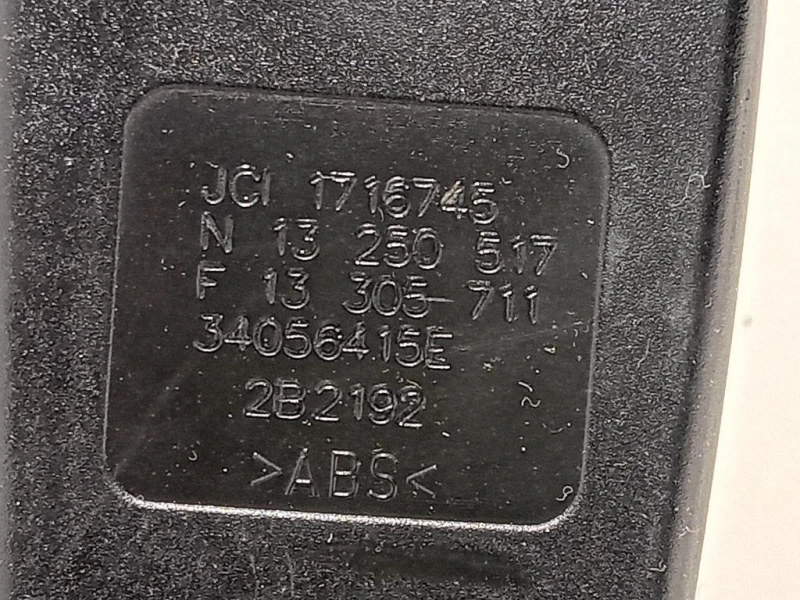 JCI 1716745
N 13 250 517
F 13 305 711
34056415E
2B2192
>ABS<